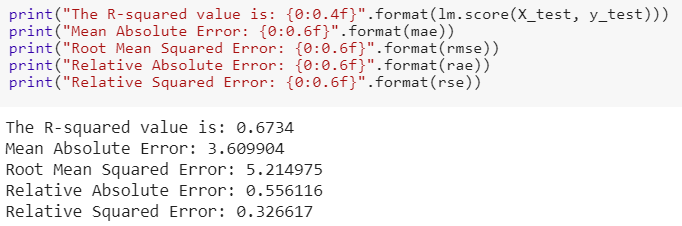 print("The R-squared value is: {0:0.4f}".format(lm.score(X_test, y_test)))
print("Mean Absolute Error: {0:0.6f}".format(mae))
print("Root Mean Squared Error: {0:0.6f}".format(rmse))
print("Relative Absolute Error: {0:0.6f}".format(rae))
print("Relative Squared Error: {0:0.6f}".format(rse))
The R-squared value is: 0.6734
Mean Absolute Error: 3.609904
Root Mean Squared Error: 5.214975
Relative Absolute Error: 0.556116
Relative Squared Error: 0.326617